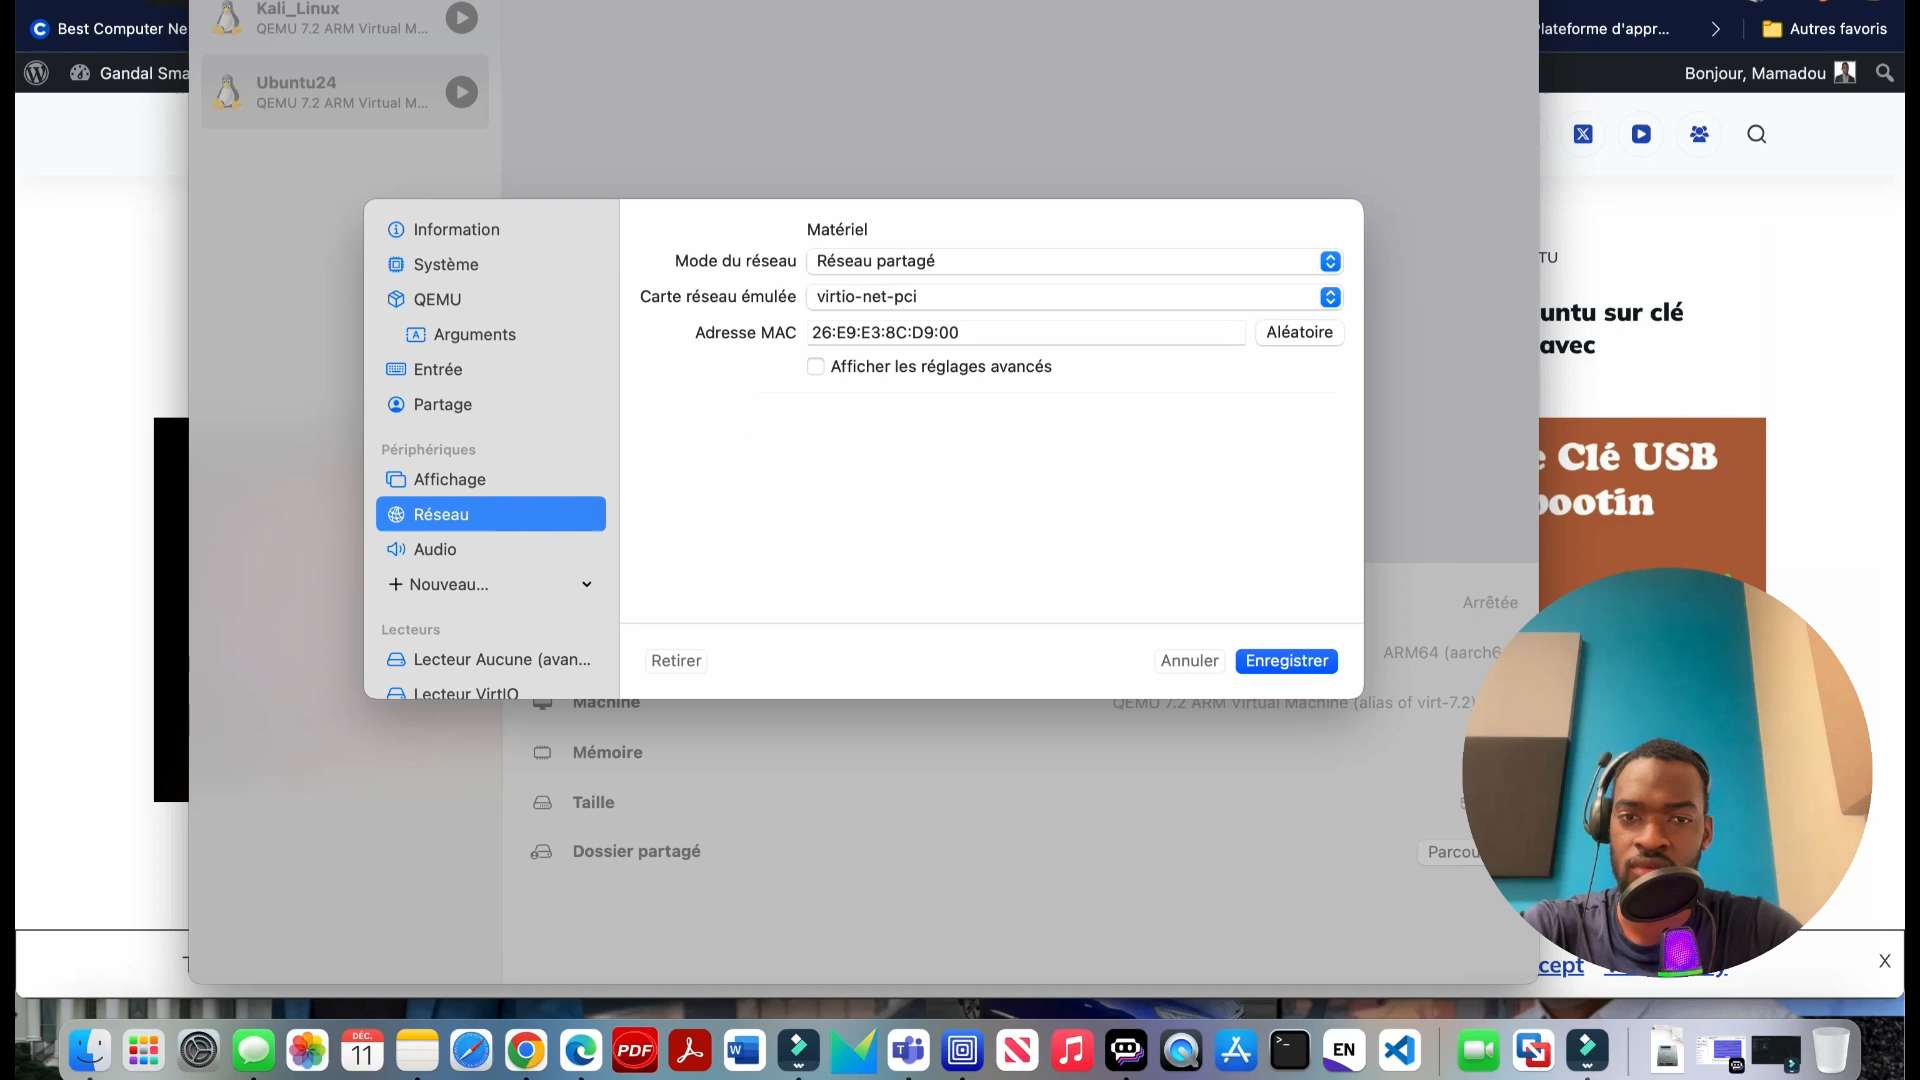 Best Computer Ne
lateforme d'appr...
Autres favoris
Gandal Sma
Bonjour, Mamadou
Kali_Linux
QEMU 7.2 ARM Virtual M...
Ubuntu24
QEMU 7.2 ARM Virtual M...
Information
Système
QEMU
Arguments
Entrée
Partage
Périphériques
Affichage
Réseau
Audio
Nouveau...
Lecteurs
Lecteur Aucune (avan...
Lecteur VirtIO
Matériel
Mode du réseau
Réseau partagé
Carte réseau émulée
virtio-net-pci
Adresse MAC
26:E9:E3:8C:D9:00
Aléatoire
Afficher les réglages avancés
Retirer
Annuler
Enregistrer
TU
untu sur clé
avec
e Clé USB
bootin
Arrêtée
ARM64 (aarch6
Machine
QEMU 7.2 ARM Virtual Machine (alias of virt-7.2)
Mémoire
Taille
Dossier partagé
Parcou
cept
X
DÉC.
11
PDF
EN